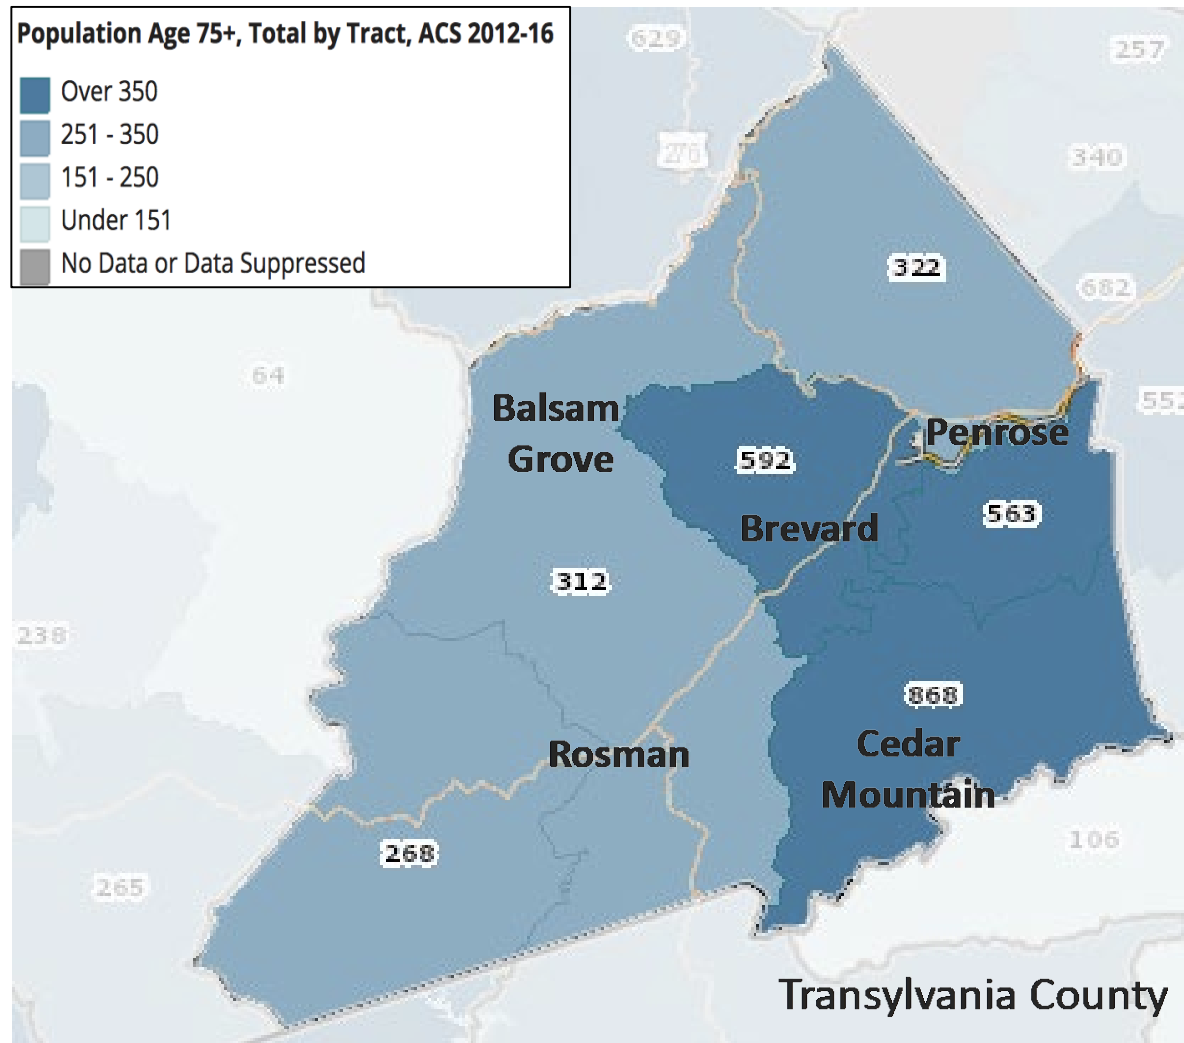 Population Age 75+, Total by Tract, ACS 2012-16
Over 350
251 - 350
151 - 250
Under 151
No Data or Data Suppressed
629
257
276
340
322
682
64
552
Balsam
Grove
Penrose
592
563
Brevard
312
238
868
Rosman
Cedar
Mountain
268
106
265
Transylvania County